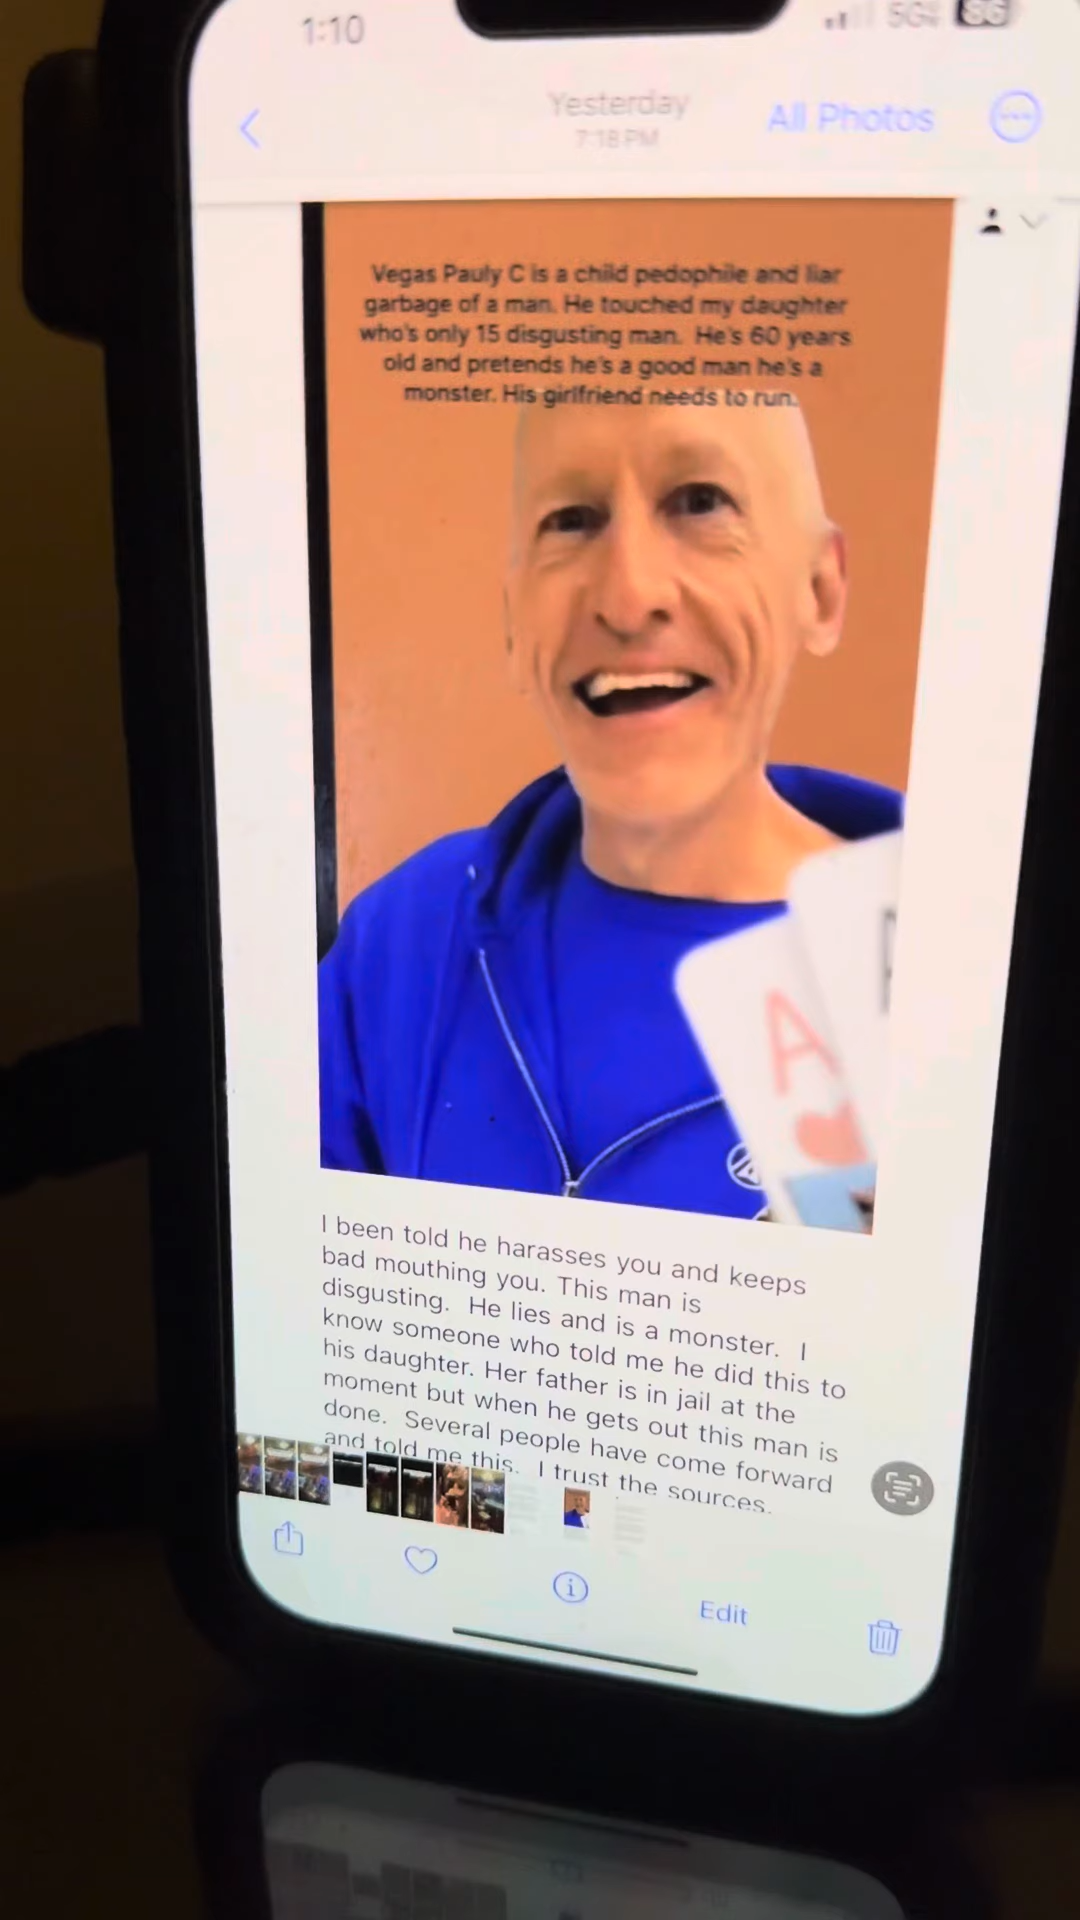 1:10
5G
86
Yesterday
All Photos
7:18 PM
Vegas Pauly C is a child pedophile and liar
garbage of a man. He touched my daughter
who's only 15 disgusting man. He's 60 years
old and pretends he's a good man he's a
monster. His girlfriend needs to run.
A
I been told he harasses you and keeps
bad mouthing you. This man is
disgusting. He lies and is a monster. I
know someone who told me he did this to
his daughter. Her father is in jail at the
moment but when he gets out this man is
done. Several people have come forward
and told me this. I trust the sources.
Edit